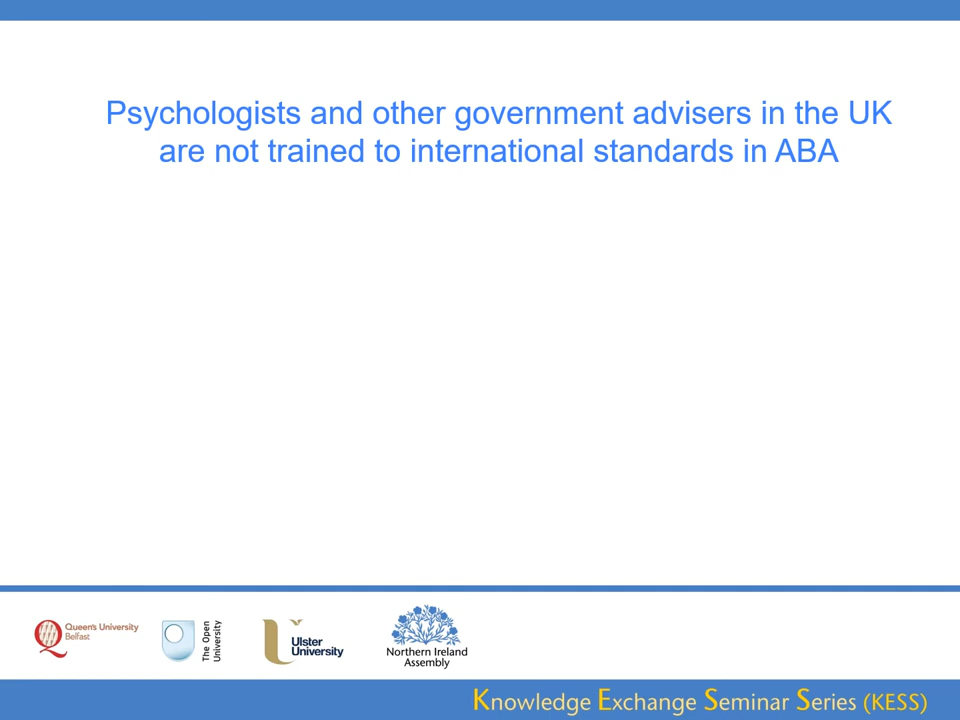 Psychologists and other government advisers in the UK
are not trained to international standards in ABA
Queen's University
Belfast
The Open
University
Ulster
University
Northern Ireland
Assembly
Knowledge Exchange Seminar Series (KESS)